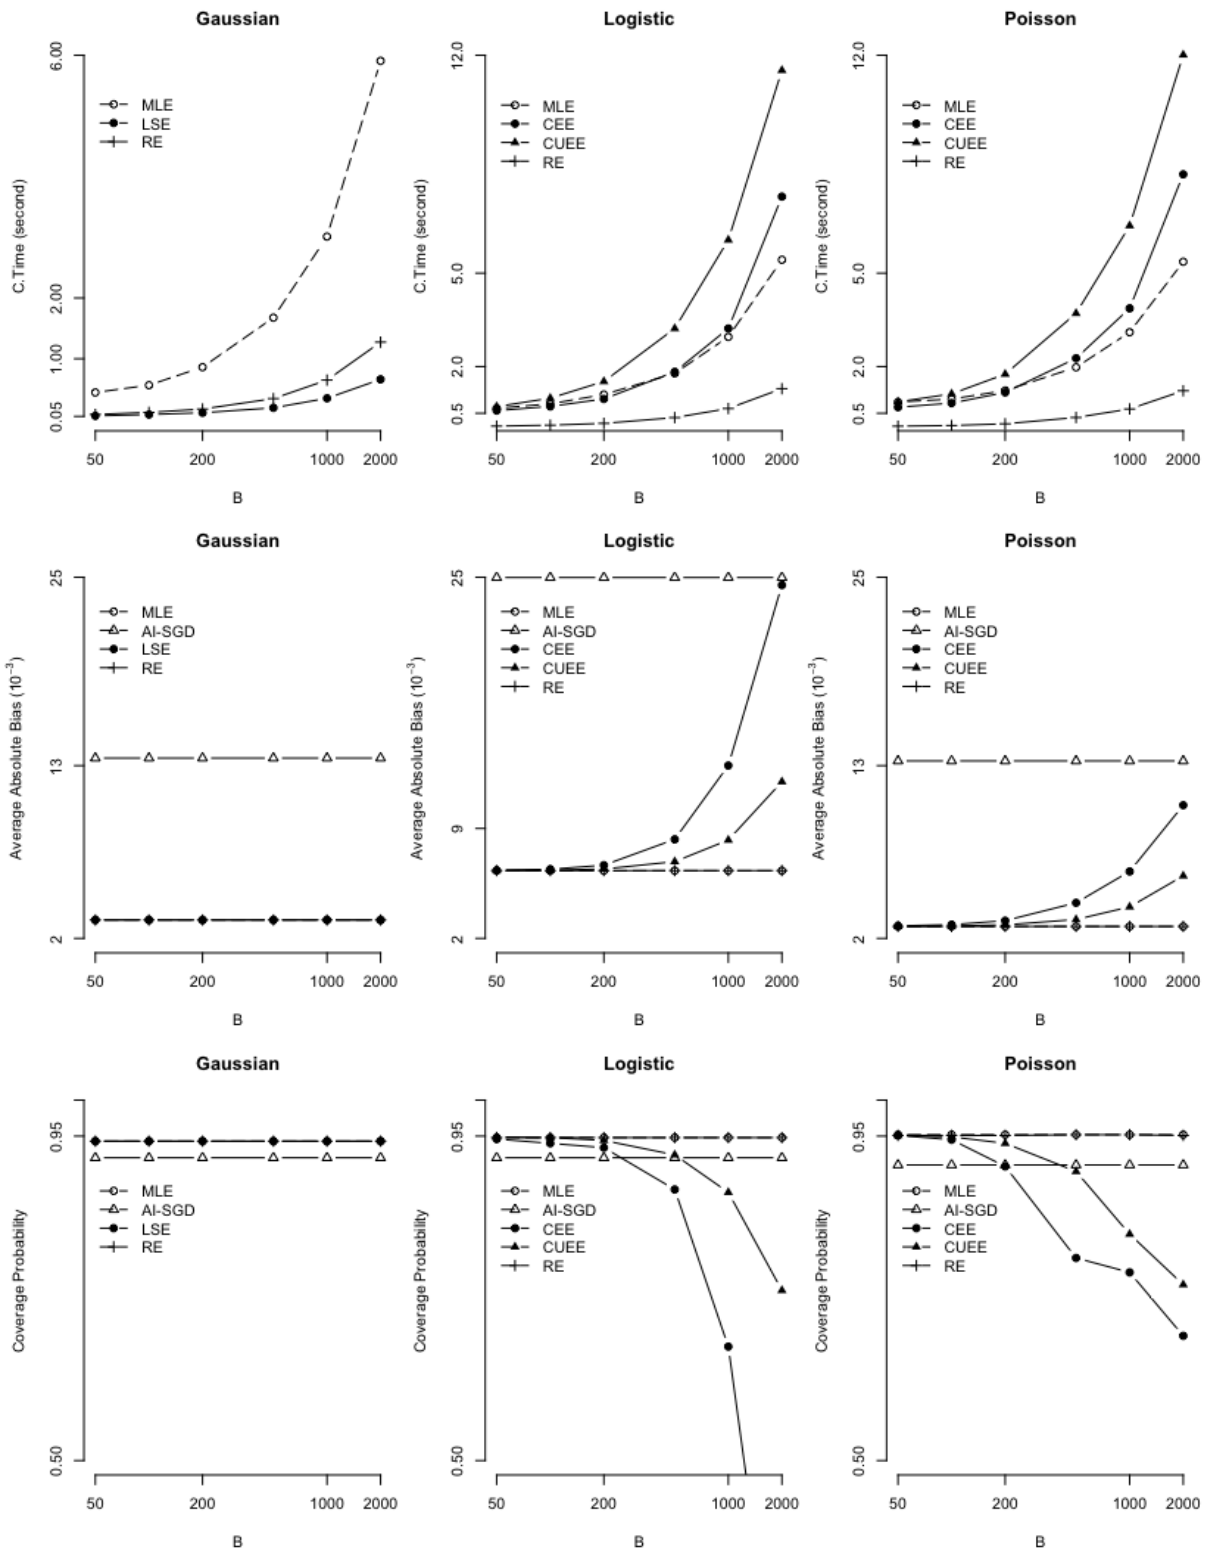 Gaussian
C.Time (second)
6.00
2.00
1.00
0.05
MLE
LSE
RE
50
200
1000
2000
B
Logistic
C.Time (second)
12.0
5.0
2.0
0.5
MLE
CEE
CUEE
RE
50
200
1000
2000
B
Poisson
C.Time (second)
12.0
5.0
2.0
0.5
MLE
CEE
CUEE
RE
50
200
1000
2000
B
Gaussian
Average Absolute Bias (10⁻³)
25
13
2
MLE
AI-SGD
LSE
RE
50
200
1000
2000
B
Logistic
Average Absolute Bias (10⁻³)
25
9
2
MLE
AI-SGD
CEE
CUEE
RE
50
200
1000
2000
B
Poisson
Average Absolute Bias (10⁻³)
25
13
2
MLE
AI-SGD
CEE
CUEE
RE
50
200
1000
2000
B
Gaussian
Coverage Probability
0.95
0.50
MLE
AI-SGD
LSE
RE
50
200
1000
2000
B
Logistic
Coverage Probability
0.95
0.50
MLE
AI-SGD
CEE
CUEE
RE
50
200
1000
2000
B
Poisson
Coverage Probability
0.95
0.50
MLE
AI-SGD
CEE
CUEE
RE
50
200
1000
2000
B